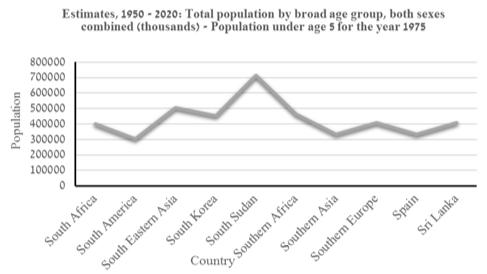 Estimates, 1950 - 2020: Total population by broad age group, both sexes
combined (thousands) - Population under age 5 for the year 1975
800000
700000
600000
500000
400000
300000
200000
100000
0
Population
South Africa
South America
South Eastern Asia
South Korea
South Sudan
Southern Africa
Southern Asia
Southern Europe
Spain
Sri Lanka
Country